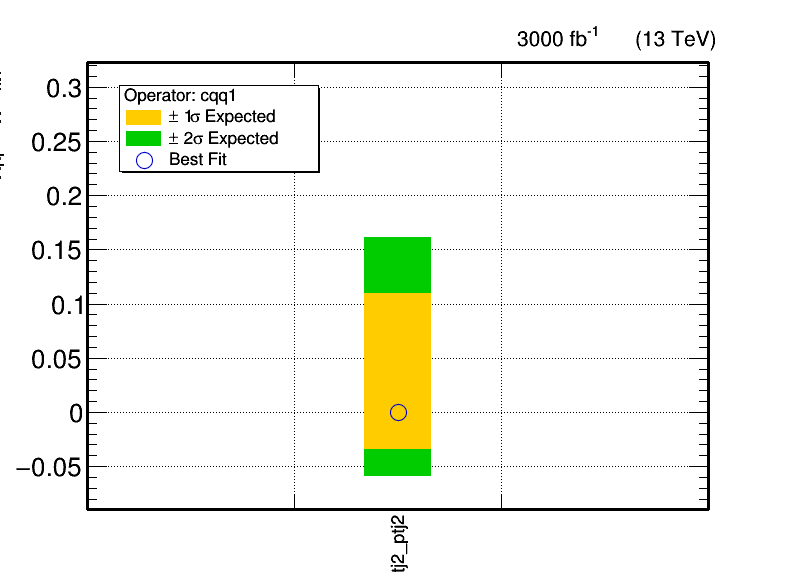 3000 fb-1 (13 TeV)
0.3
Operator: cqq1
± 1σ Expected
0.25
± 2σ Expected
Best Fit
0.2
0.15
0.1
0.05
0
−0.05
tj2_ptj2